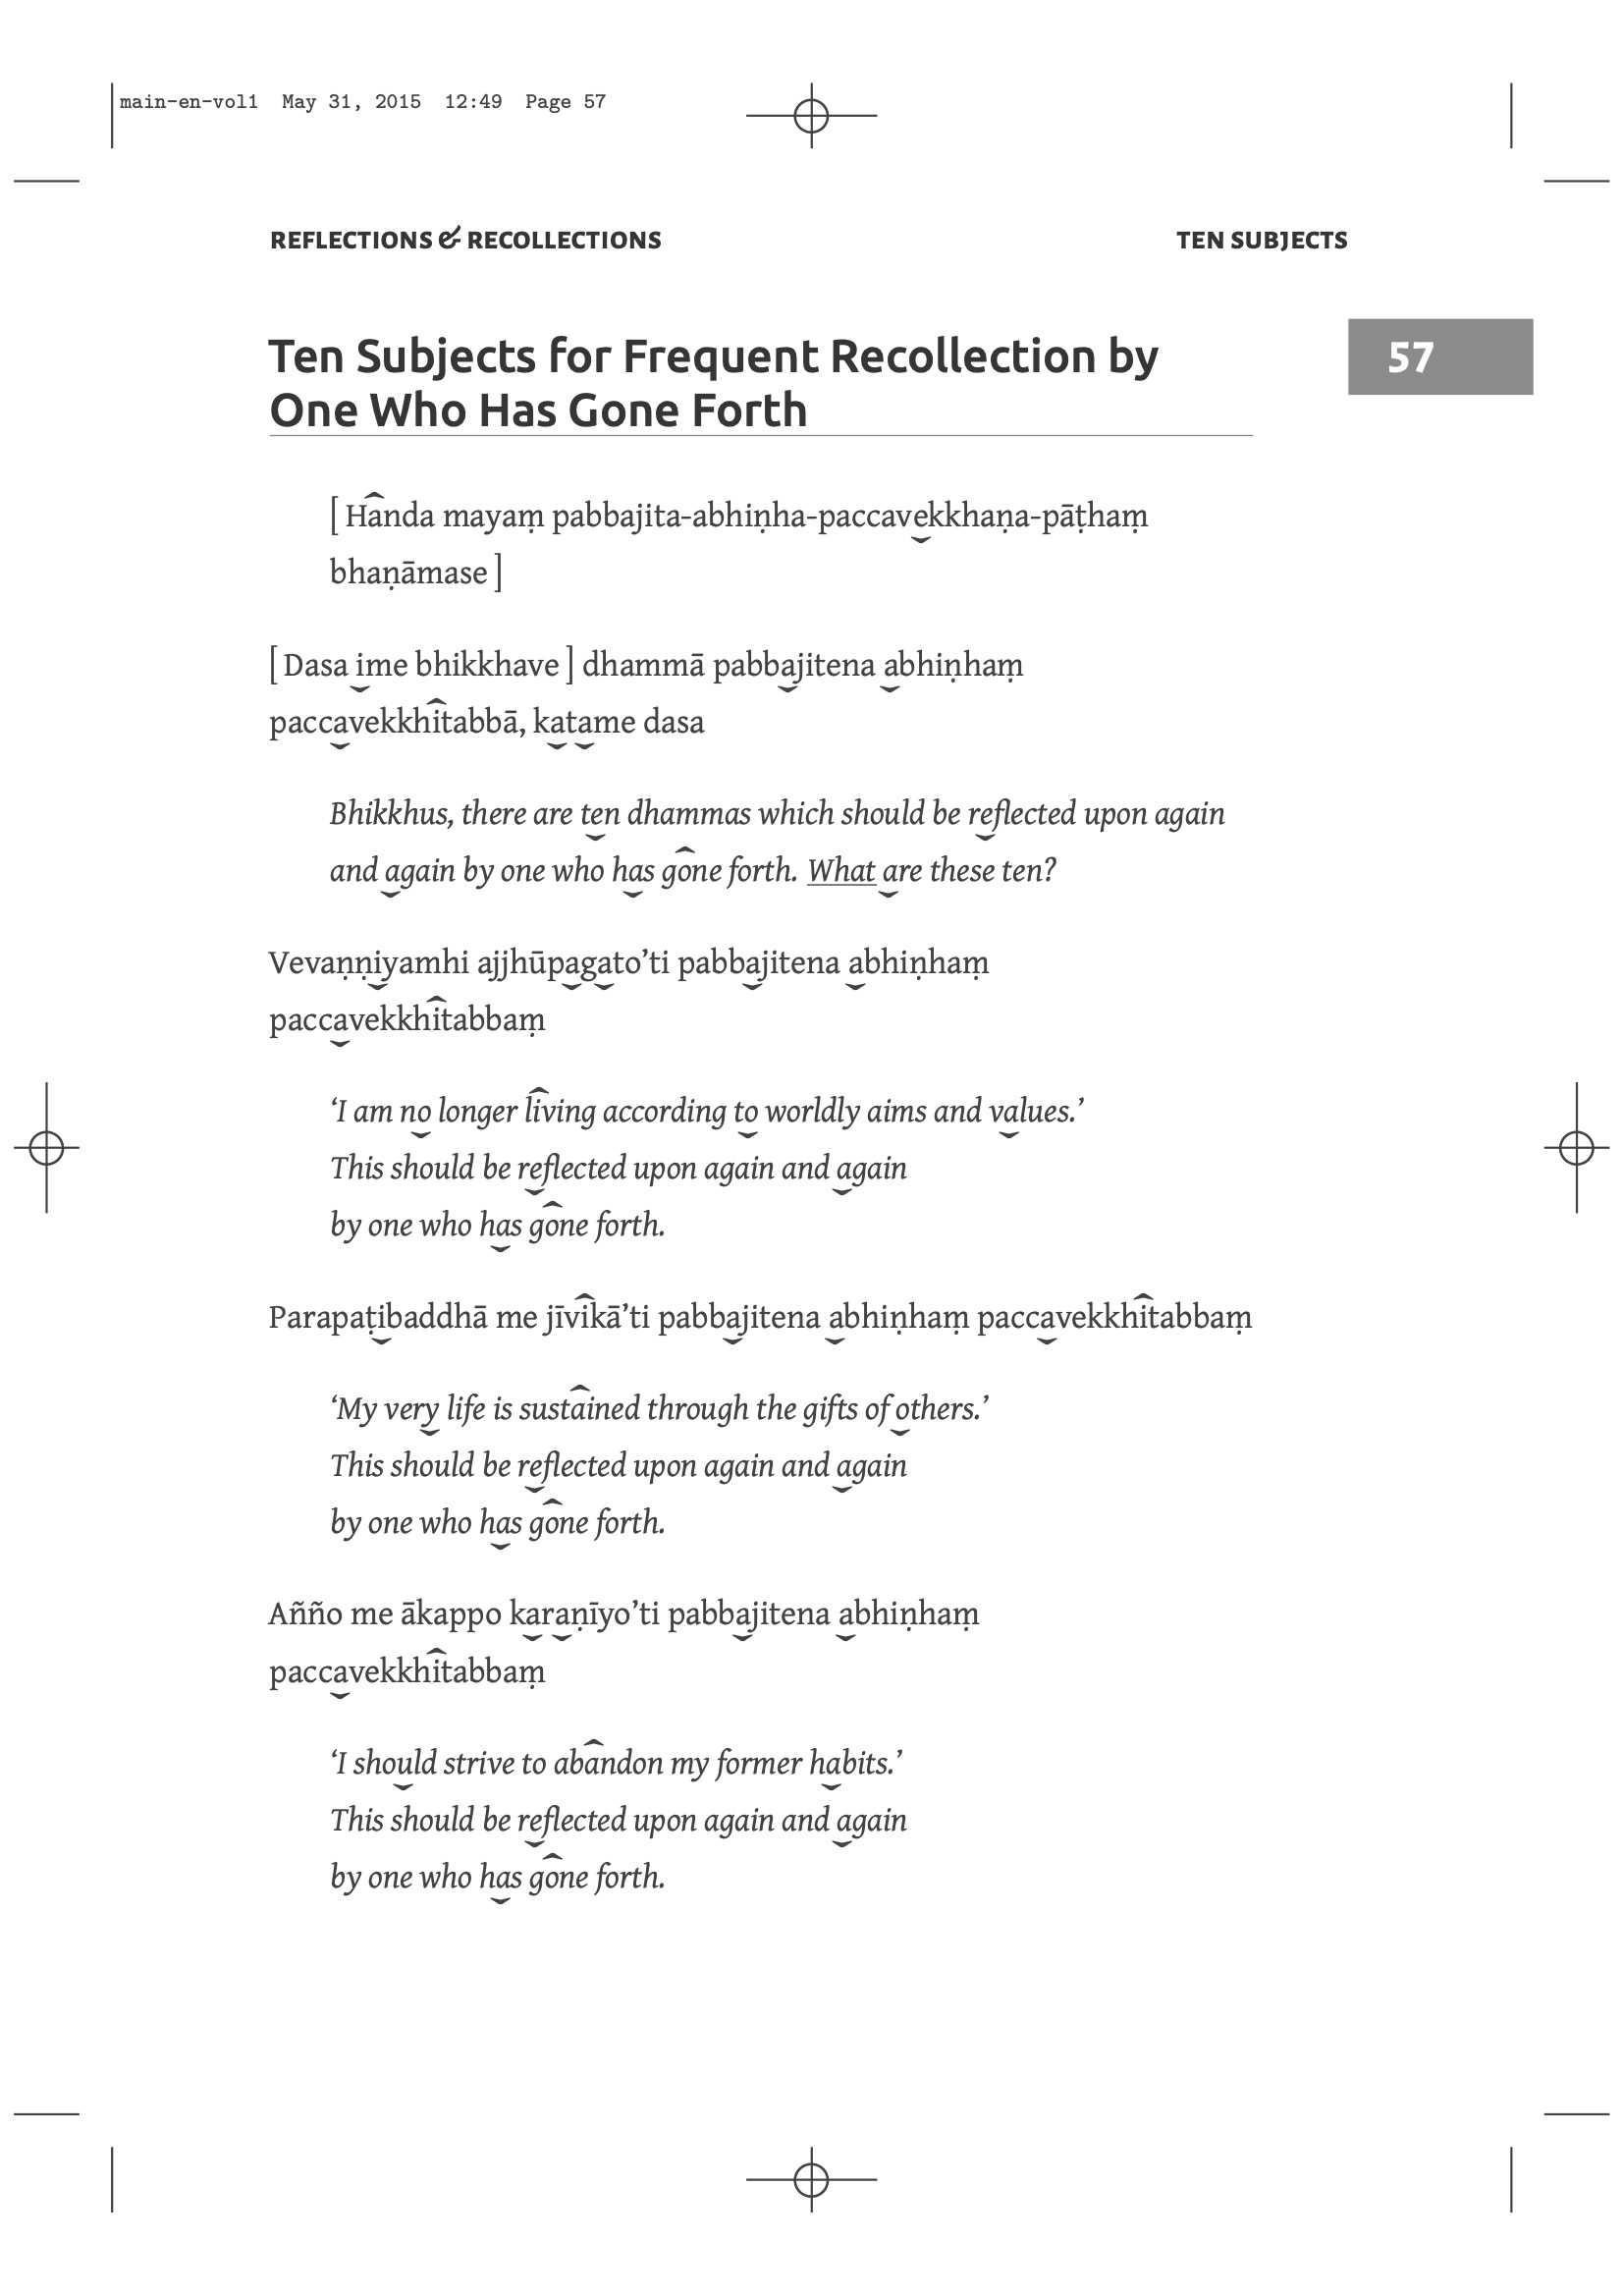 main-en-vol1 May 31, 2015 12:49 Page 57
REFLECTIONS & RECOLLECTIONS TEN SUBJECTS
Ten Subjects for Frequent Recollection by
57
One Who Has Gone Forth
[ Handa mayaṃ pabbajita-abhiṇha-paccavekkhaṇa-pāṭhaṃ
bhaṇāmase ]
[ Dasa ime bhikkhave ] dhammā pabbajitena abhiṇhaṃ
paccavekkhitabbā, katame dasa
Bhikkhus, there are ten dhammas which should be reflected upon again
and again by one who has gone forth. What are these ten?
Vevaṇṇiyamhi ajjhūpagato’ti pabbajitena abhiṇhaṃ
paccavekkhitabbaṃ
‘I am no longer living according to worldly aims and values.’
This should be reflected upon again and again
by one who has gone forth.
Parapaṭibaddhā me jīvikā’ti pabbajitena abhiṇhaṃ paccavekkhitabbaṃ
‘My very life is sustained through the gifts of others.’
This should be reflected upon again and again
by one who has gone forth.
Añño me ākappo karaṇīyo’ti pabbajitena abhiṇhaṃ
paccavekkhitabbaṃ
‘I should strive to abandon my former habits.’
This should be reflected upon again and again
by one who has gone forth.